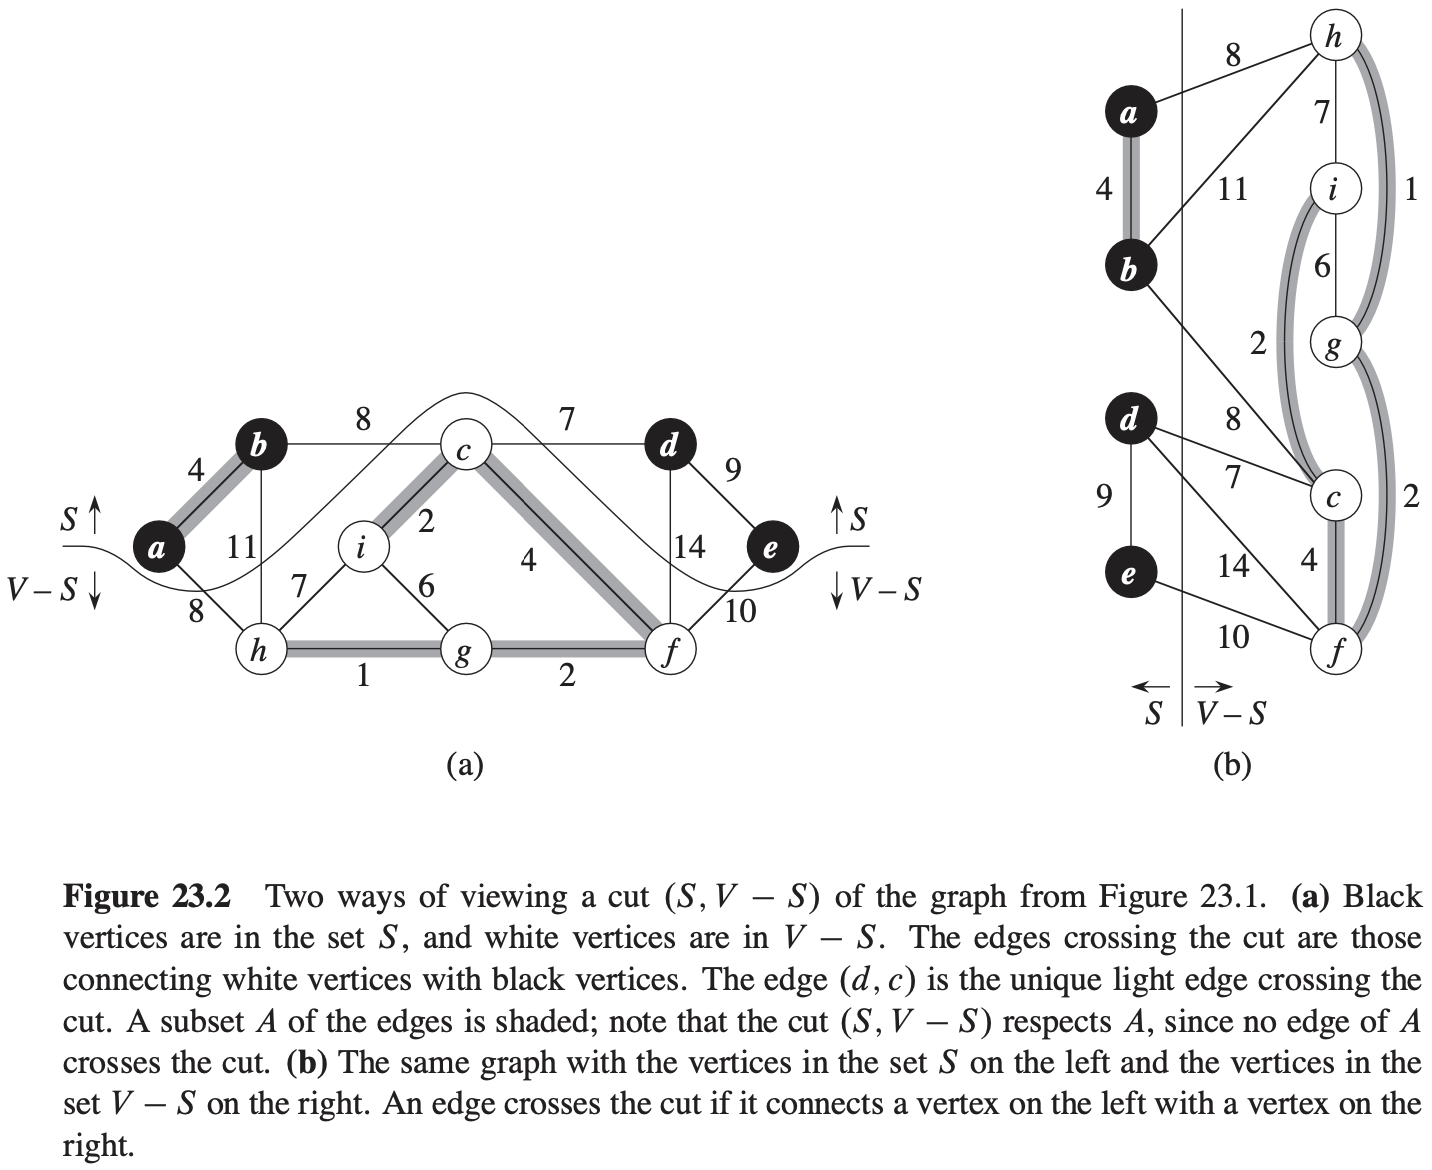 h
8
a
7
4
11
i
1
b
6
2
g
d
8
7
9
c
2
4
e
14
10
f
S V – S
(b)
8 7
b c d
4 9
2
S S
a 11 i 4 14 e
V – S V – S
7 6
8 10
h g f
1 2
(a)
Figure 23.2 Two ways of viewing a cut (S, V − S) of the graph from Figure 23.1. (a) Black
vertices are in the set S, and white vertices are in V − S. The edges crossing the cut are those
connecting white vertices with black vertices. The edge (d, c) is the unique light edge crossing the
cut. A subset A of the edges is shaded; note that the cut (S, V − S) respects A, since no edge of A
crosses the cut. (b) The same graph with the vertices in the set S on the left and the vertices in the
set V − S on the right. An edge crosses the cut if it connects a vertex on the left with a vertex on the
right.